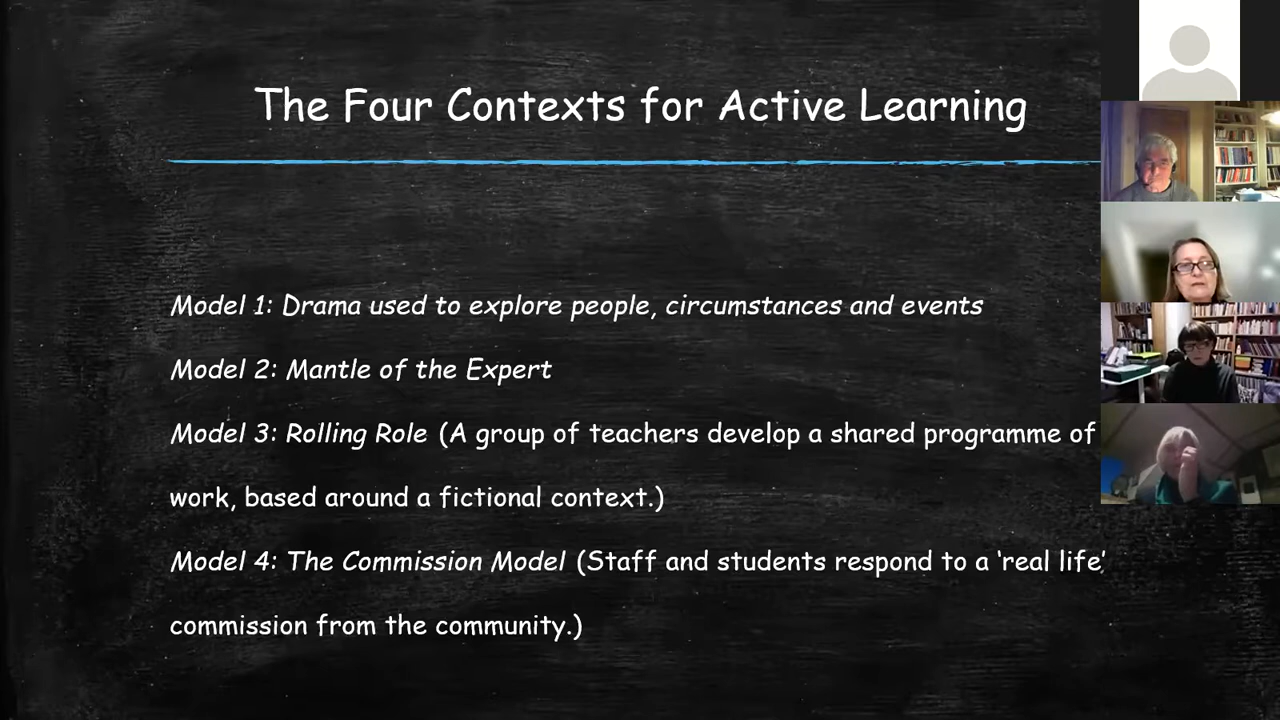 The Four Contexts for Active Learning
Model 1: Drama used to explore people, circumstances and events
Model 2: Mantle of the Expert
Model 3: Rolling Role (A group of teachers develop a shared programme of
work, based around a fictional context.)
Model 4: The Commission Model (Staff and students respond to a ‘real life’
commission from the community.)